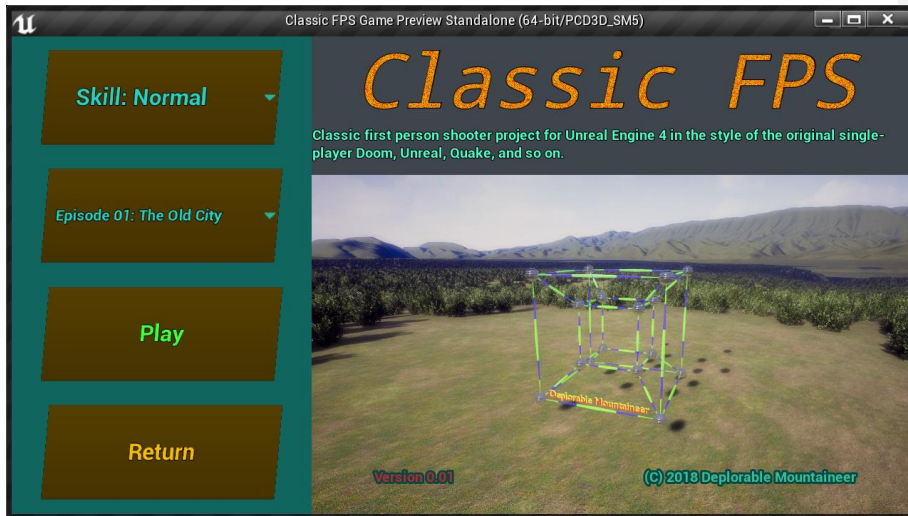 Classic FPS Game Preview Standalone (64-bit/PCD3D_SM5)
Skill: Normal
Episode 01: The Old City
Play
Return
Classic FPS
Classic first person shooter project for Unreal Engine 4 in the style of the original single-
player Doom, Unreal, Quake, and so on.
Deplorable Mountaineer
Version 0.01
(C) 2018 Deplorable Mountaineer